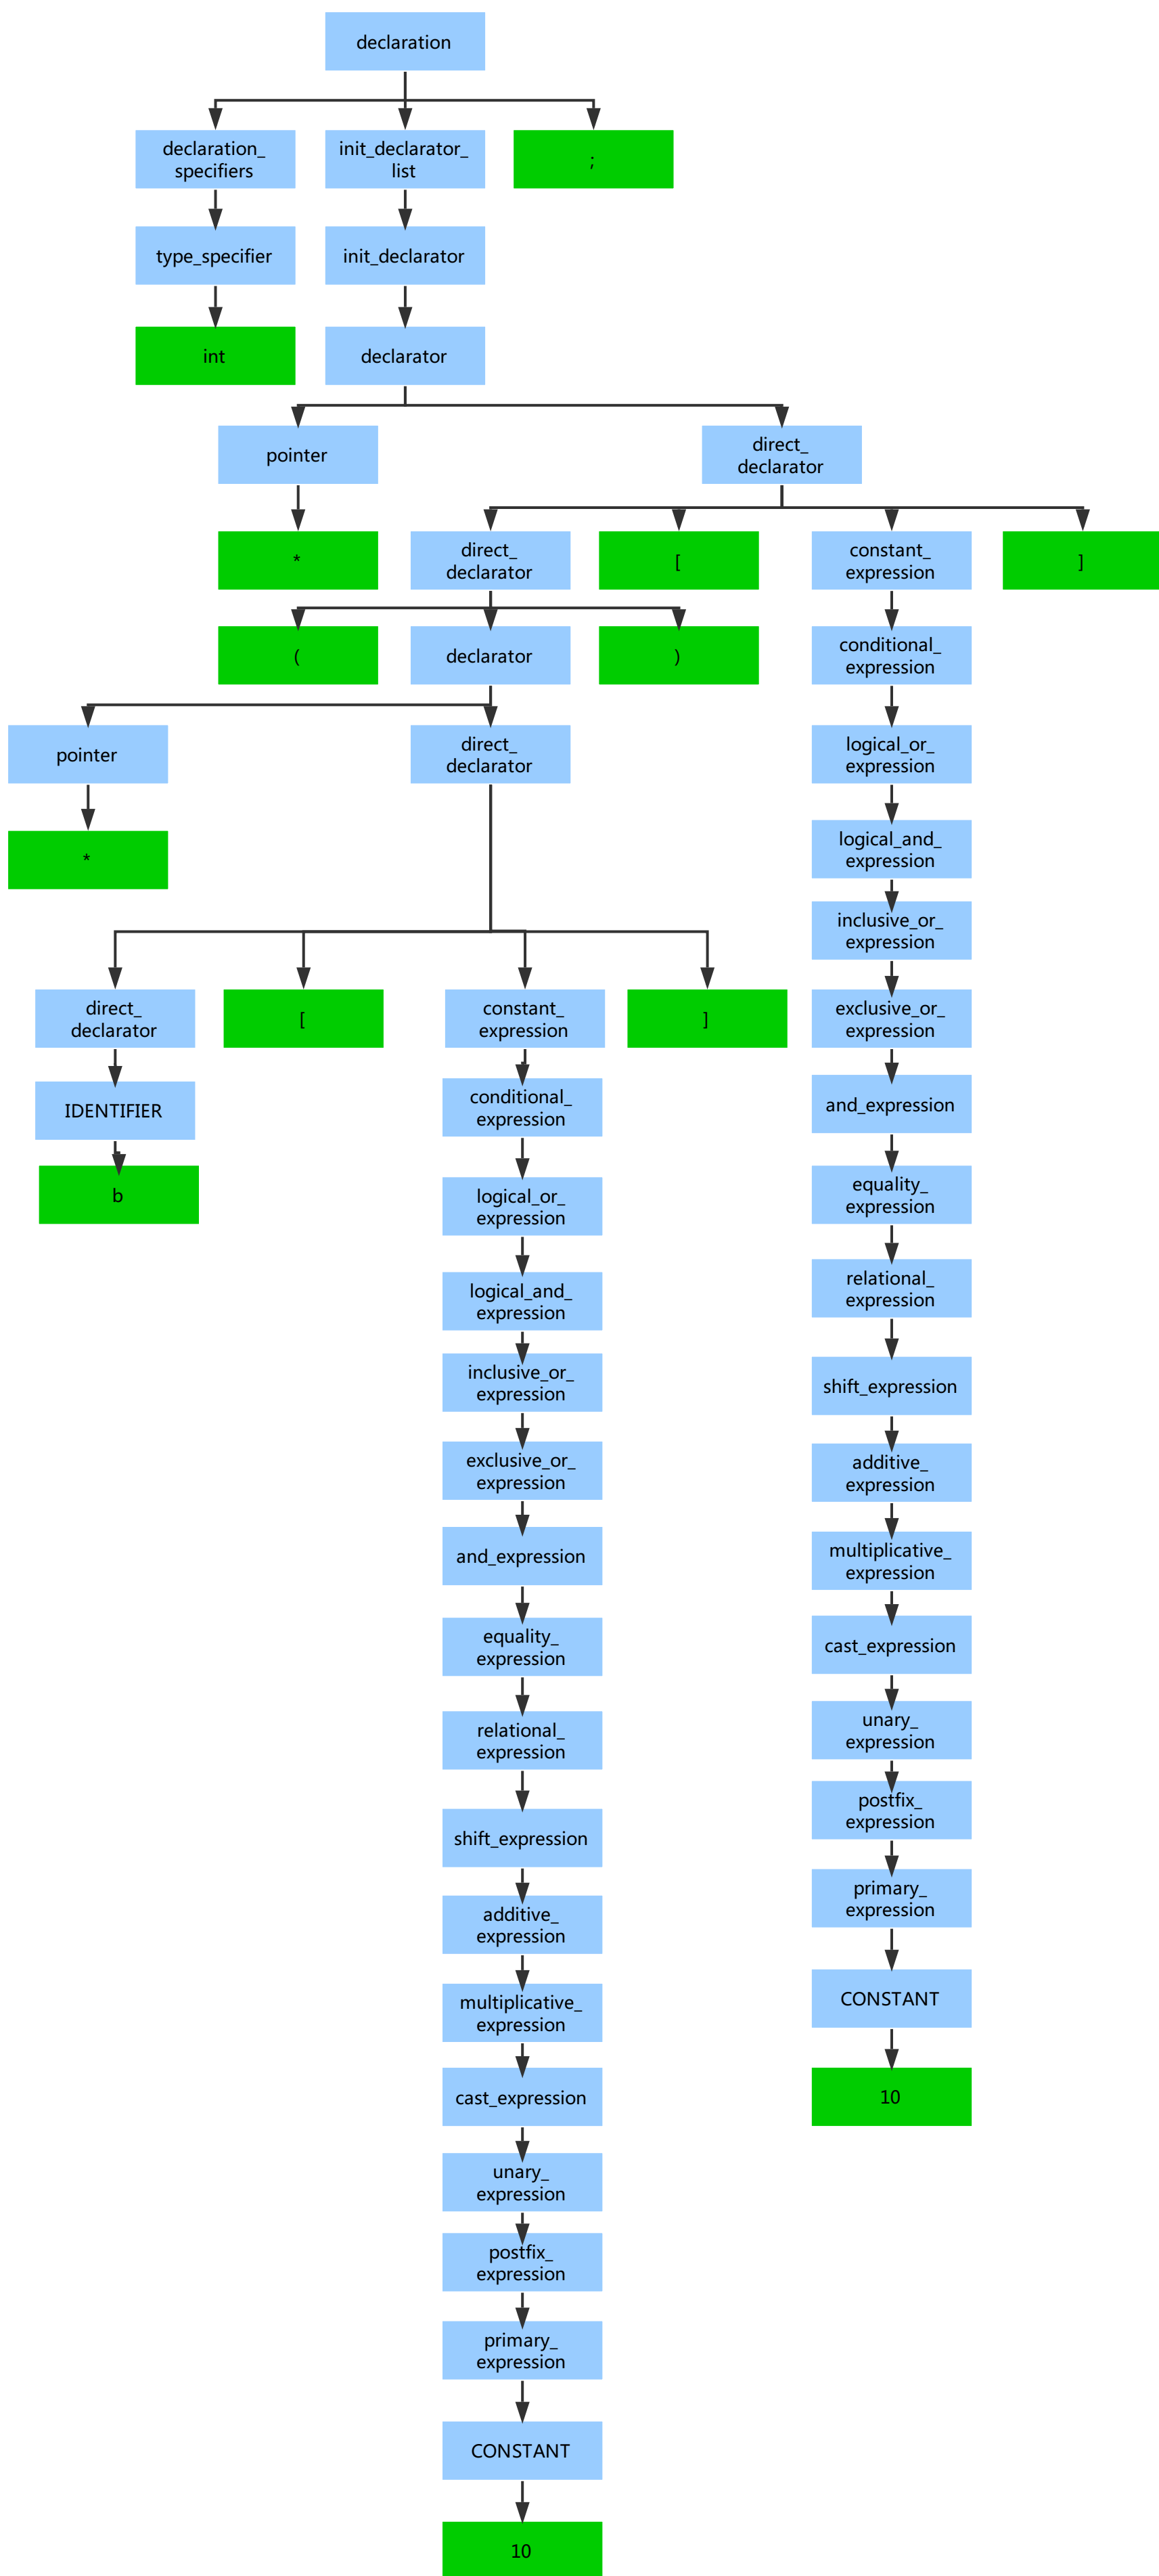 declaration
declaration_
specifiers
init_declarator_
list
;
type_specifier
init_declarator
int
declarator
pointer
direct_
declarator
*
direct_
declarator
[
constant_
expression
]
(
declarator
)
conditional_
expression
pointer
direct_
declarator
logical_or_
expression
*
logical_and_
expression
inclusive_or_
expression
direct_
declarator
[
constant_
expression
]
exclusive_or_
expression
IDENTIFIER
conditional_
expression
and_expression
b
logical_or_
expression
equality_
expression
logical_and_
expression
relational_
expression
inclusive_or_
expression
shift_expression
exclusive_or_
expression
additive_
expression
and_expression
multiplicative_
expression
equality_
expression
cast_expression
relational_
expression
unary_
expression
shift_expression
postfix_
expression
additive_
expression
primary_
expression
multiplicative_
expression
CONSTANT
cast_expression
10
unary_
expression
postfix_
expression
primary_
expression
CONSTANT
10